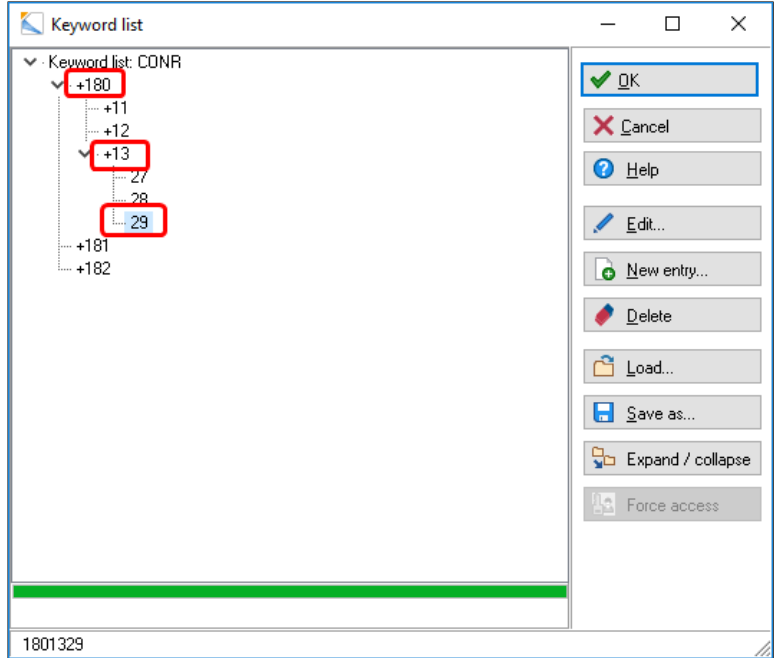 Keyword list
Keyword list: CONR
+180
+11
+12
+13
27
28
29
+181
+182
OK
Cancel
Help
Edit...
New entry...
Delete
Load...
Save as...
Expand / collapse
Force access
1801329